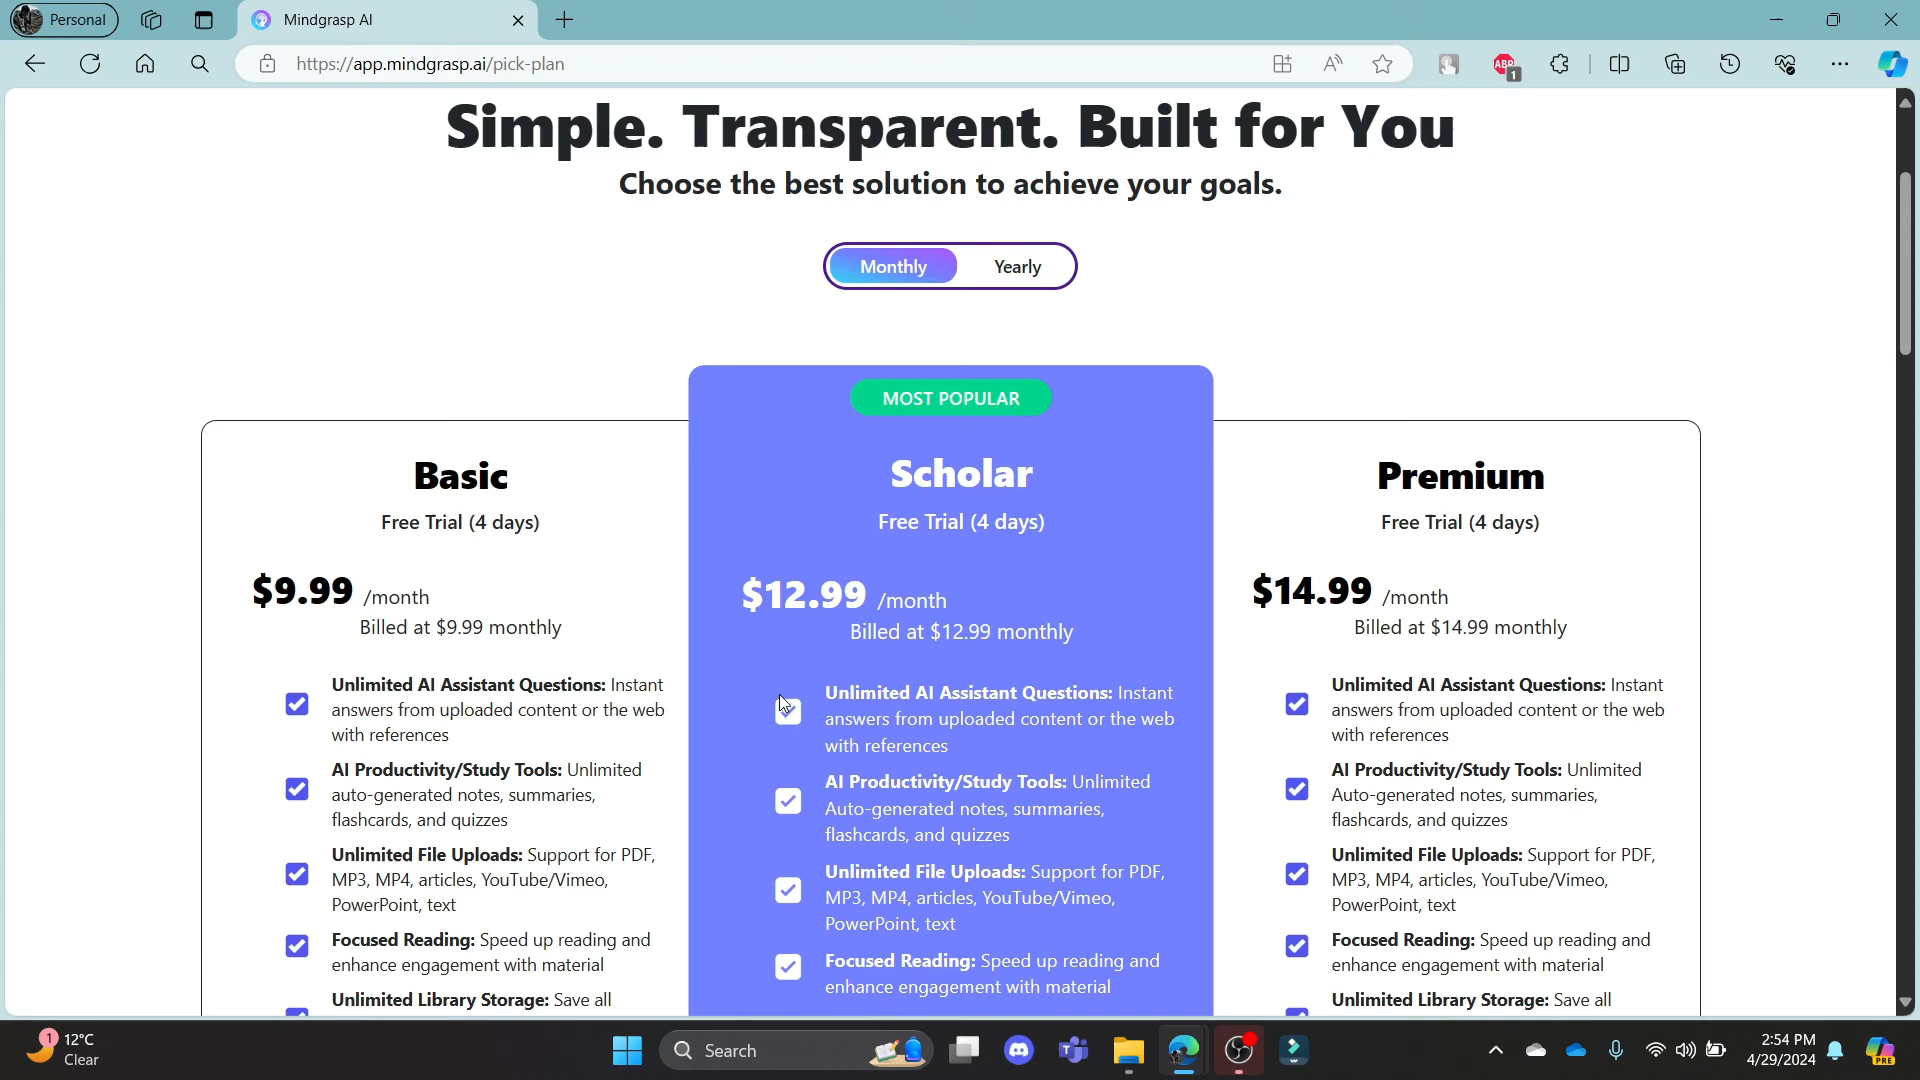 Personal
Mindgrasp AI
https://app.mindgrasp.ai/pick-plan
ABP
1
Simple. Transparent. Built for You
Choose the best solution to achieve your goals.
Monthly
Yearly
MOST POPULAR
Basic
Free Trial (4 days)
$9.99 /month
Billed at $9.99 monthly
Unlimited AI Assistant Questions: Instant
answers from uploaded content or the web
with references
AI Productivity/Study Tools: Unlimited
auto-generated notes, summaries,
flashcards, and quizzes
Unlimited File Uploads: Support for PDF,
MP3, MP4, articles, YouTube/Vimeo,
PowerPoint, text
Focused Reading: Speed up reading and
enhance engagement with material
Unlimited Library Storage: Save all
Scholar
Free Trial (4 days)
$12.99 /month
Billed at $12.99 monthly
Unlimited AI Assistant Questions: Instant
answers from uploaded content or the web
with references
AI Productivity/Study Tools: Unlimited
Auto-generated notes, summaries,
flashcards, and quizzes
Unlimited File Uploads: Support for PDF,
MP3, MP4, articles, YouTube/Vimeo,
PowerPoint, text
Focused Reading: Speed up reading and
enhance engagement with material
Premium
Free Trial (4 days)
$14.99 /month
Billed at $14.99 monthly
Unlimited AI Assistant Questions: Instant
answers from uploaded content or the web
with references
AI Productivity/Study Tools: Unlimited
Auto-generated notes, summaries,
flashcards, and quizzes
Unlimited File Uploads: Support for PDF,
MP3, MP4, articles, YouTube/Vimeo,
PowerPoint, text
Focused Reading: Speed up reading and
enhance engagement with material
Unlimited Library Storage: Save all
1
12°C
Clear
Search
2:54 PM
4/29/2024
PRE